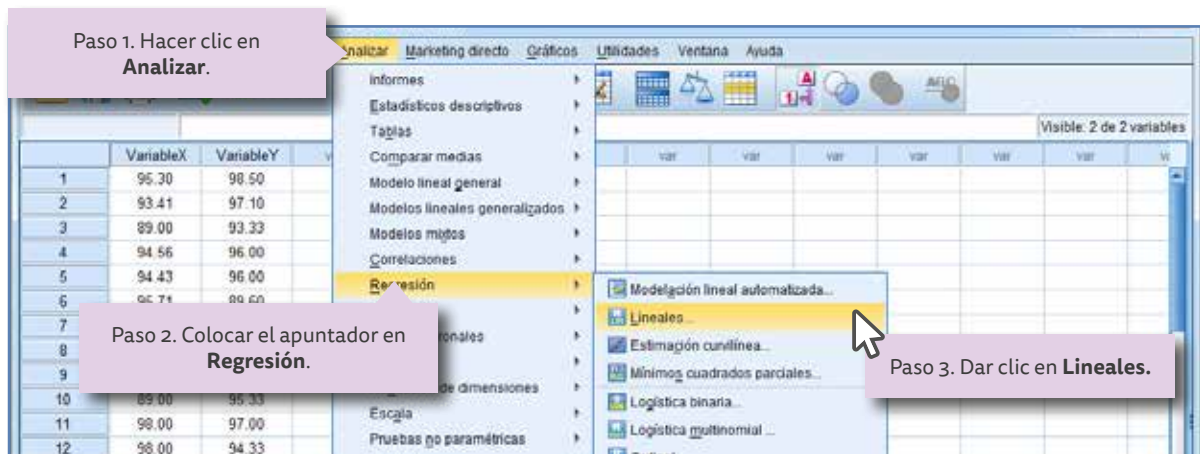 Paso 1. Hacer clic en
Analizar.
Analizar Marketing directo Gráficos Utilidades Ventana Ayuda
Visible: 2 de 2 variables
VariableX VariableY var var var var var var
1 95.30 98.50
2 93.41 97.10
3 89.00 93.33
4 94.56 96.00
5 94.43 96.00
6 95.71 89.60
7
8
9
10 89.00 95.33
11 98.00 97.00
12 98.00 94.33
Informes
Estadísticos descriptivos
Tablas
Comparar medias
Modelo lineal general
Modelos lineales generalizados
Modelos mixtos
Correlaciones
Regresión
de dimensiones
Escala
Pruebas no paramétricas
Modelación lineal automatizada...
Lineales...
Estimación curvilínea...
Mínimos cuadrados parciales...
Logística binaria...
Logística multinomial ...
Paso 2. Colocar el apuntador en
Regresión.
Paso 3. Dar clic en Lineales.